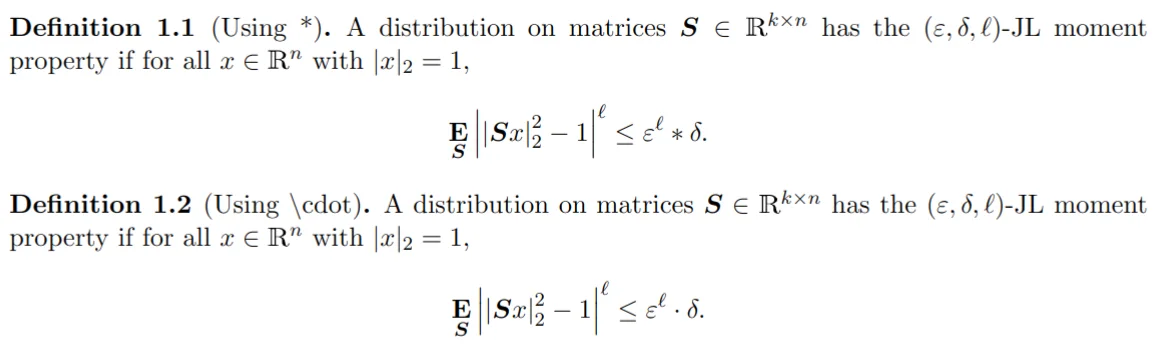 Definition 1.1 (Using *). A distribution on matrices S ∈ ℝ^{k×n} has the (ε, δ, ℓ)-JL moment
property if for all x ∈ ℝ^n with |x|_2 = 1,
E_S ||Sx|_2^2 − 1|^ℓ ≤ ε^ℓ * δ.
Definition 1.2 (Using \cdot). A distribution on matrices S ∈ ℝ^{k×n} has the (ε, δ, ℓ)-JL moment
property if for all x ∈ ℝ^n with |x|_2 = 1,
E_S ||Sx|_2^2 − 1|^ℓ ≤ ε^ℓ · δ.